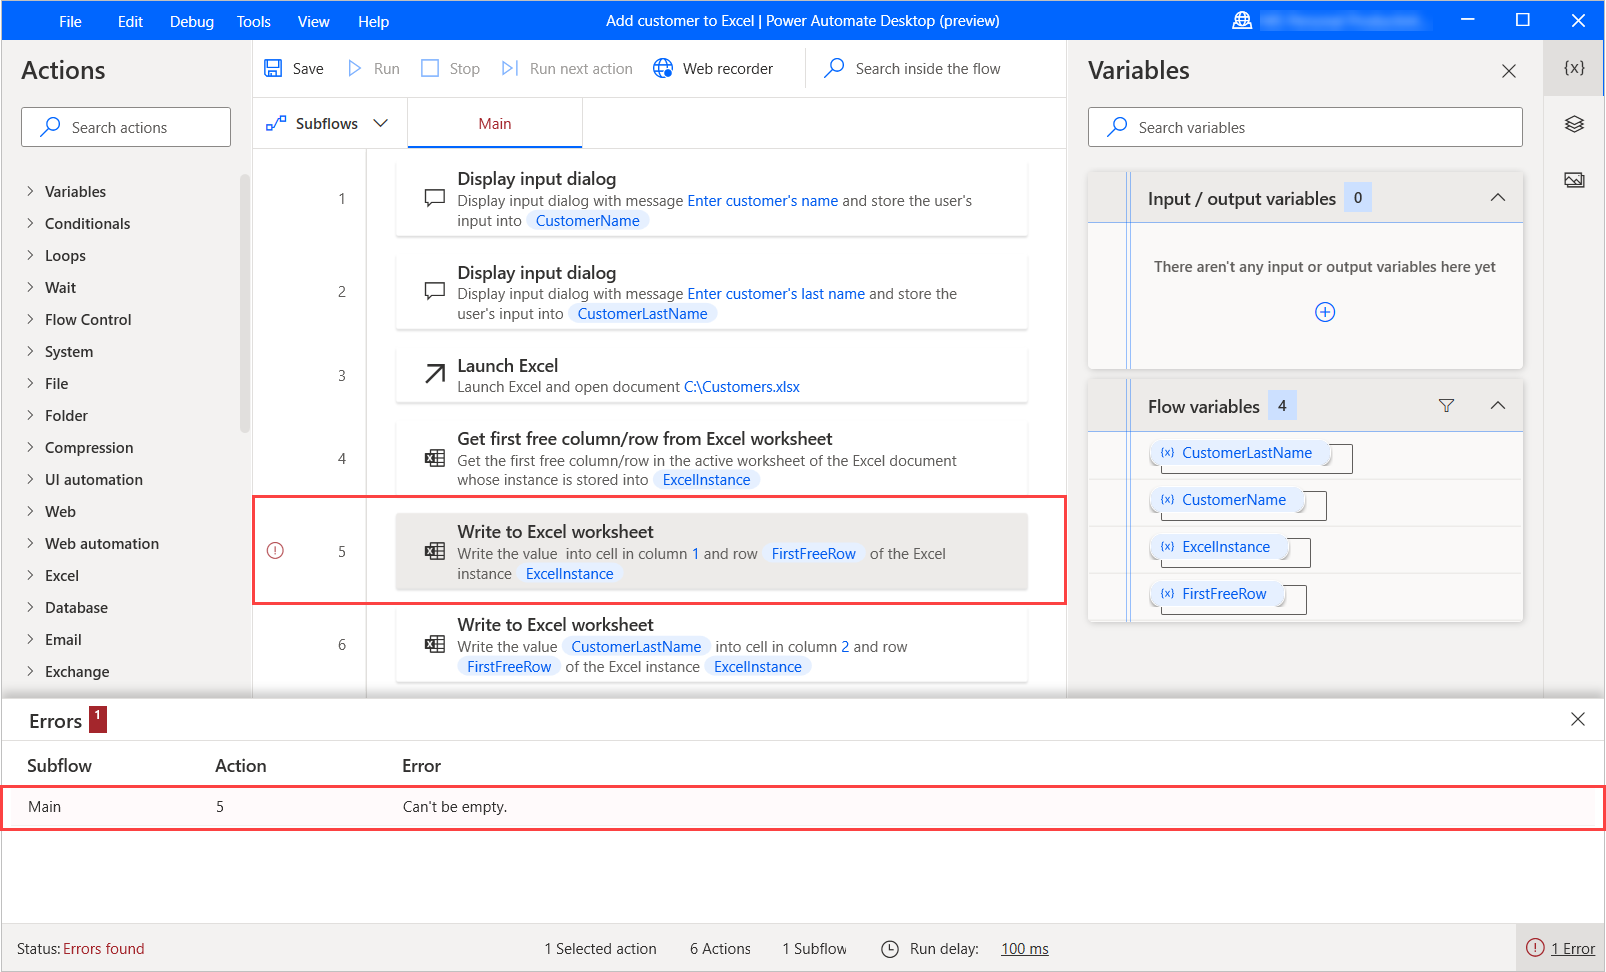 File Edit Debug Tools View Help Add customer to Excel | Power Automate Desktop (preview)
Actions
Search actions
Variables
Conditionals
Loops
Wait
Flow Control
System
File
Folder
Compression
UI automation
Web
Web automation
Excel
Database
Email
Exchange
Save Run Stop Run next action Web recorder Search inside the flow
Subflows Main
1 Display input dialog
Display input dialog with message Enter customer's name and store the user's
input into CustomerName
2 Display input dialog
Display input dialog with message Enter customer's last name and store the
user's input into CustomerLastName
3 Launch Excel
Launch Excel and open document C:\Customers.xlsx
4 Get first free column/row from Excel worksheet
Get the first free column/row in the active worksheet of the Excel document
whose instance is stored into ExcelInstance
5 Write to Excel worksheet
Write the value into cell in column 1 and row FirstFreeRow of the Excel
instance ExcelInstance
6 Write to Excel worksheet
Write the value CustomerLastName into cell in column 2 and row
FirstFreeRow of the Excel instance ExcelInstance
Variables
{x}
Search variables
Input / output variables 0
There aren't any input or output variables here yet
Flow variables 4
{x} CustomerLastName
{x} CustomerName
{x} ExcelInstance
{x} FirstFreeRow
Errors 1
Subflow Action Error
Main 5 Can't be empty.
Status: Errors found 1 Selected action 6 Actions 1 Subflow Run delay: 100 ms 1 Error